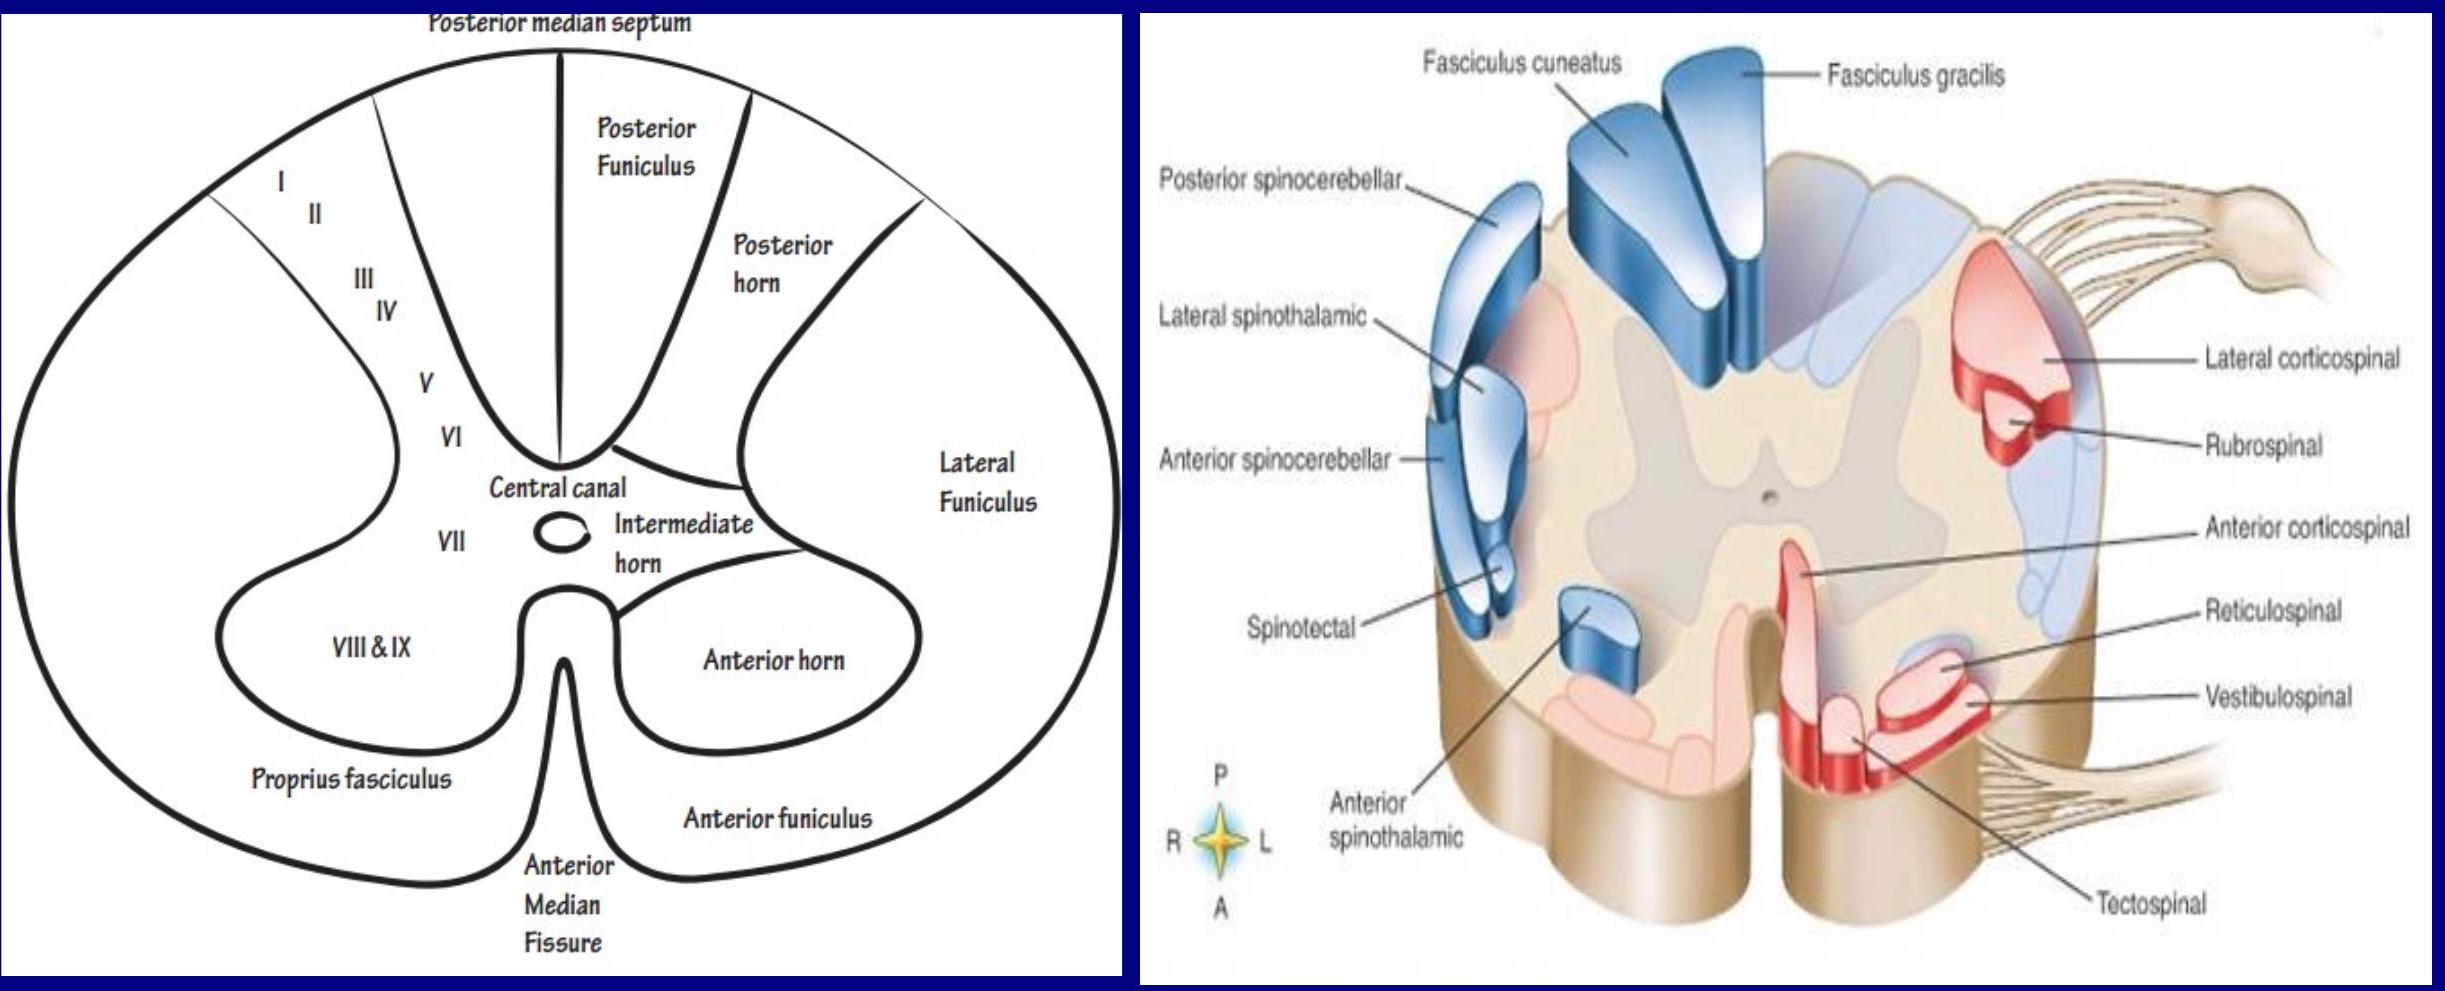 Posterior median septum
Posterior
Funiculus
I
II
Posterior
horn
III
IV
V
VI
Lateral
Funiculus
Central canal
VII
Intermediate
horn
VIII & IX
Anterior horn
Proprius fasciculus
Anterior funiculus
Anterior
Median
Fissure
Fasciculus cuneatus
Fasciculus gracilis
Posterior spinocerebellar
Lateral spinothalamic
Lateral corticospinal
Rubrospinal
Anterior spinocerebellar
Anterior corticospinal
Spinotectal
Reticulospinal
Vestibulospinal
P
R
L
A
Anterior
spinothalamic
Tectospinal